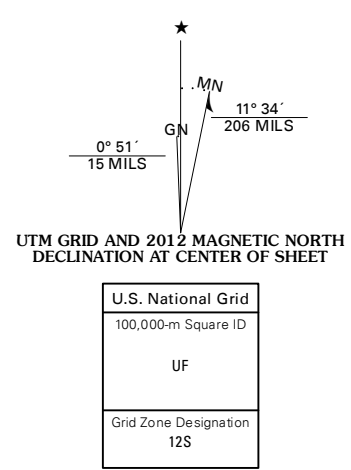 ★
MN
11° 34´
206 MILS
GN
0° 51´
15 MILS
UTM GRID AND 2012 MAGNETIC NORTH
DECLINATION AT CENTER OF SHEET
U.S. National Grid
100,000-m Square ID
UF
Grid Zone Designation
12S